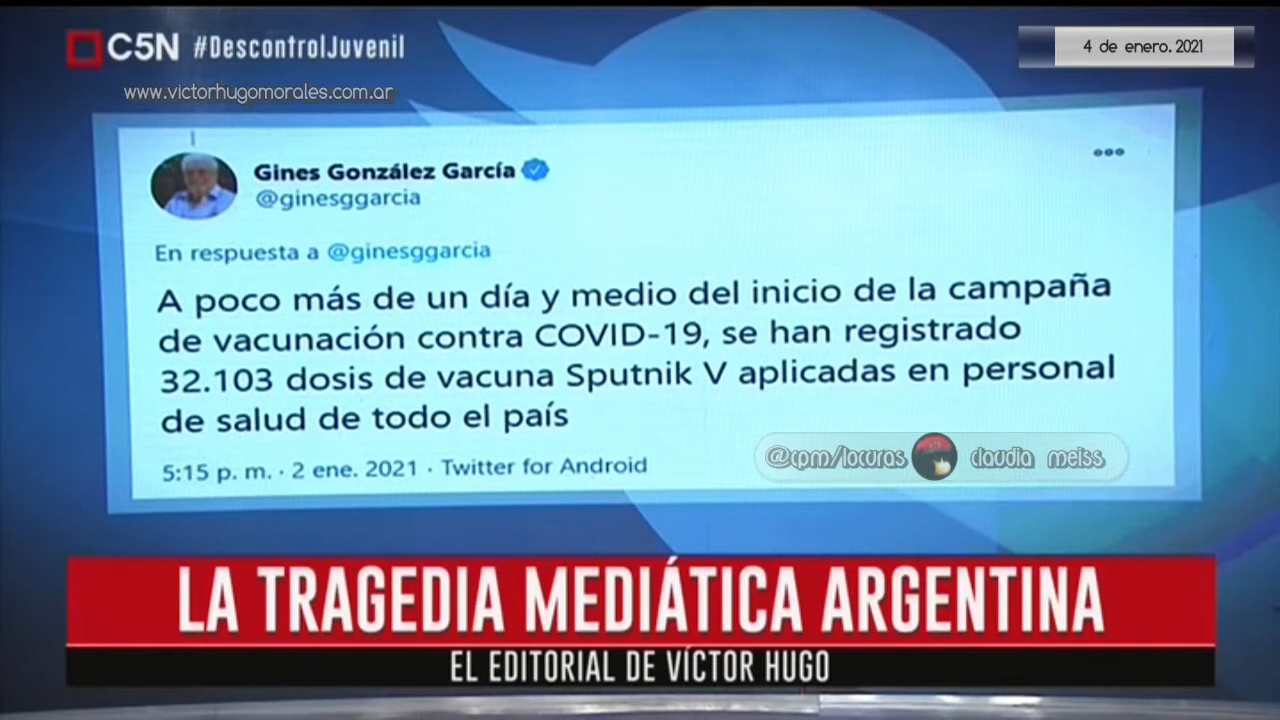 C5N #DescontrolJuvenil
4 de enero. 2021
www.victorhugomorales.com.ar
Gines González García
@ginesggarcia
En respuesta a @ginesggarcia
A poco más de un día y medio del inicio de la campaña
de vacunación contra COVID-19, se han registrado
32.103 dosis de vacuna Sputnik V aplicadas en personal
de salud de todo el país
@cpm/locuras claudia meiss
5:15 p. m. · 2 ene. 2021 · Twitter for Android
LA TRAGEDIA MEDIÁTICA ARGENTINA
EL EDITORIAL DE VÍCTOR HUGO